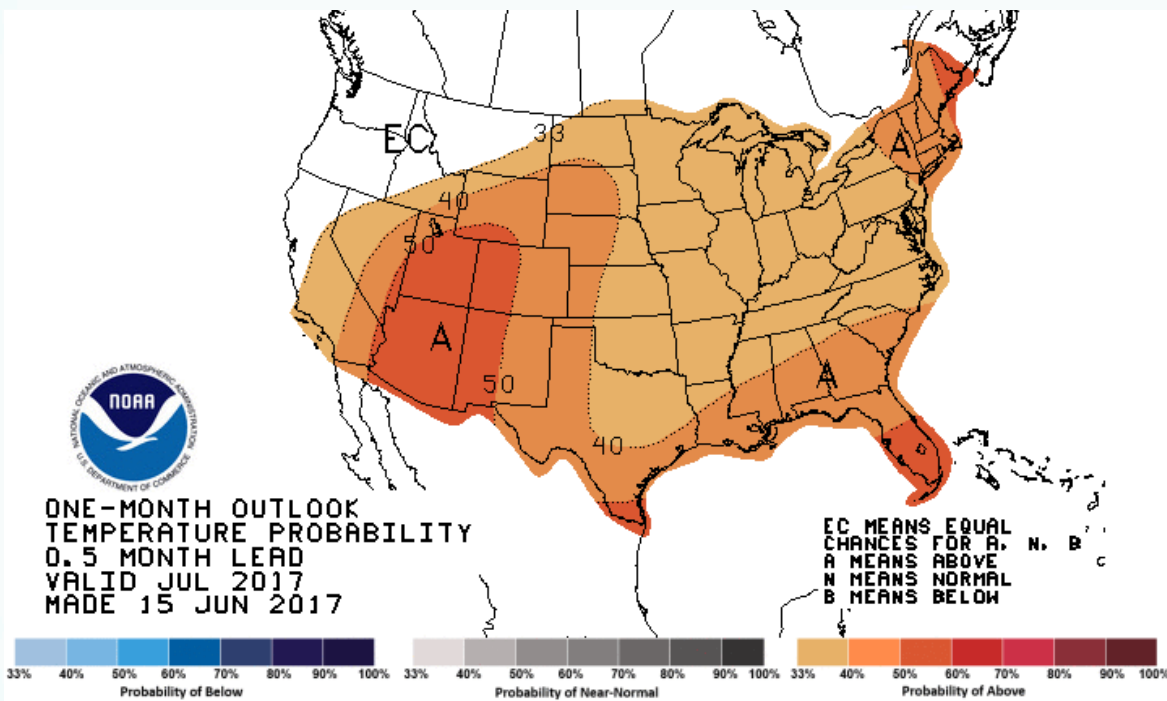 EC
33
40
50
A
A
50
A
40
NATIONAL OCEANIC AND ATMOSPHERIC ADMINISTRATION
NOAA
U.S. DEPARTMENT OF COMMERCE
ONE-MONTH OUTLOOK
TEMPERATURE PROBABILITY
0.5 MONTH LEAD
VALID JUL 2017
MADE 15 JUN 2017
EC MEANS EQUAL
CHANCES FOR A, N, B
A MEANS ABOVE
N MEANS NORMAL
B MEANS BELOW
33% 40% 50% 60% 70% 80% 90% 100%
Probability of Below
33% 40% 50% 60% 70% 80% 90% 100%
Probability of Near-Normal
33% 40% 50% 60% 70% 80% 90% 100%
Probability of Above